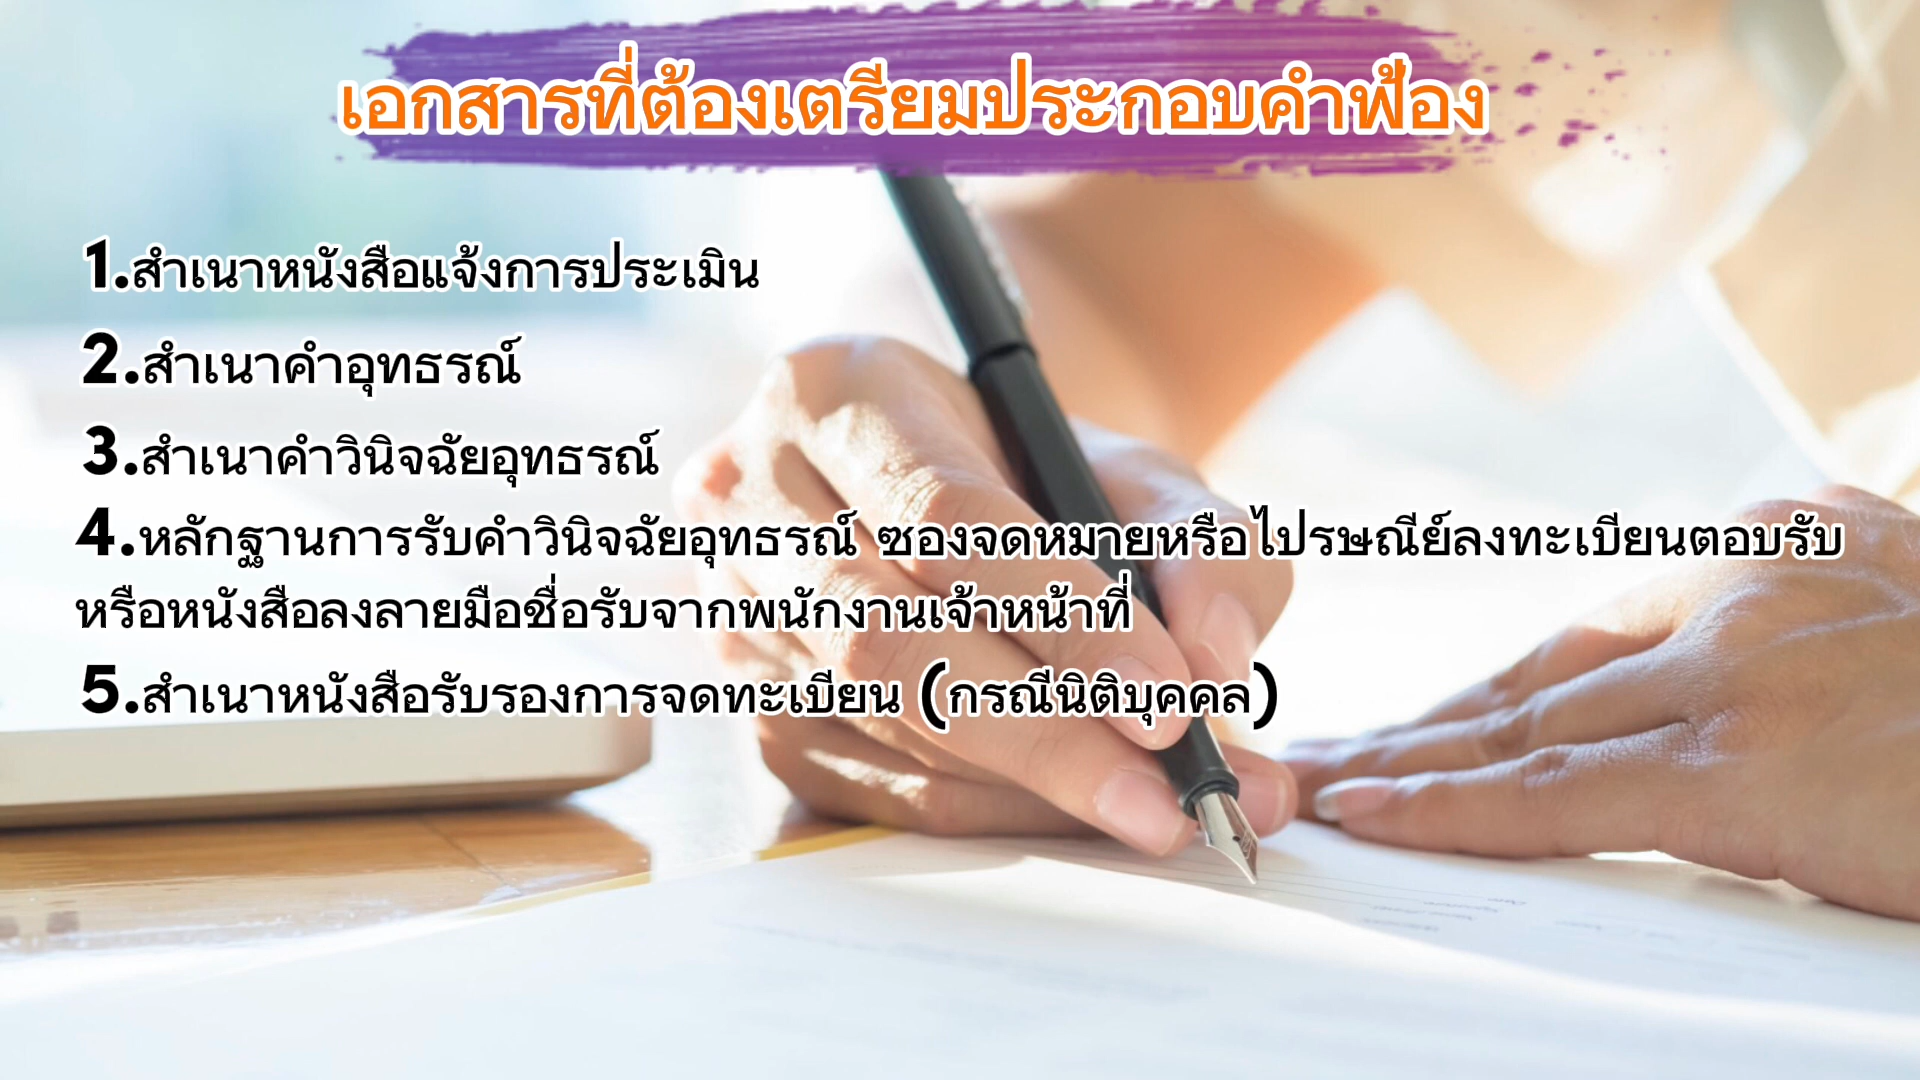 เอกสารที่ต้องเตรียมประกอบคำฟ้อง
1.สำเนาหนังสือแจ้งการประเมิน
2.สำเนาคำอุทธรณ์
3.สำเนาคำวินิจฉัยอุทธรณ์
4.หลักฐานการรับคำวินิจฉัยอุทธรณ์ ซองจดหมายหรือไปรษณีย์ลงทะเบียนตอบรับ
หรือหนังสือลงลายมือชื่อรับจากพนักงานเจ้าหน้าที่
5.สำเนาหนังสือรับรองการจดทะเบียน (กรณีนิติบุคคล)